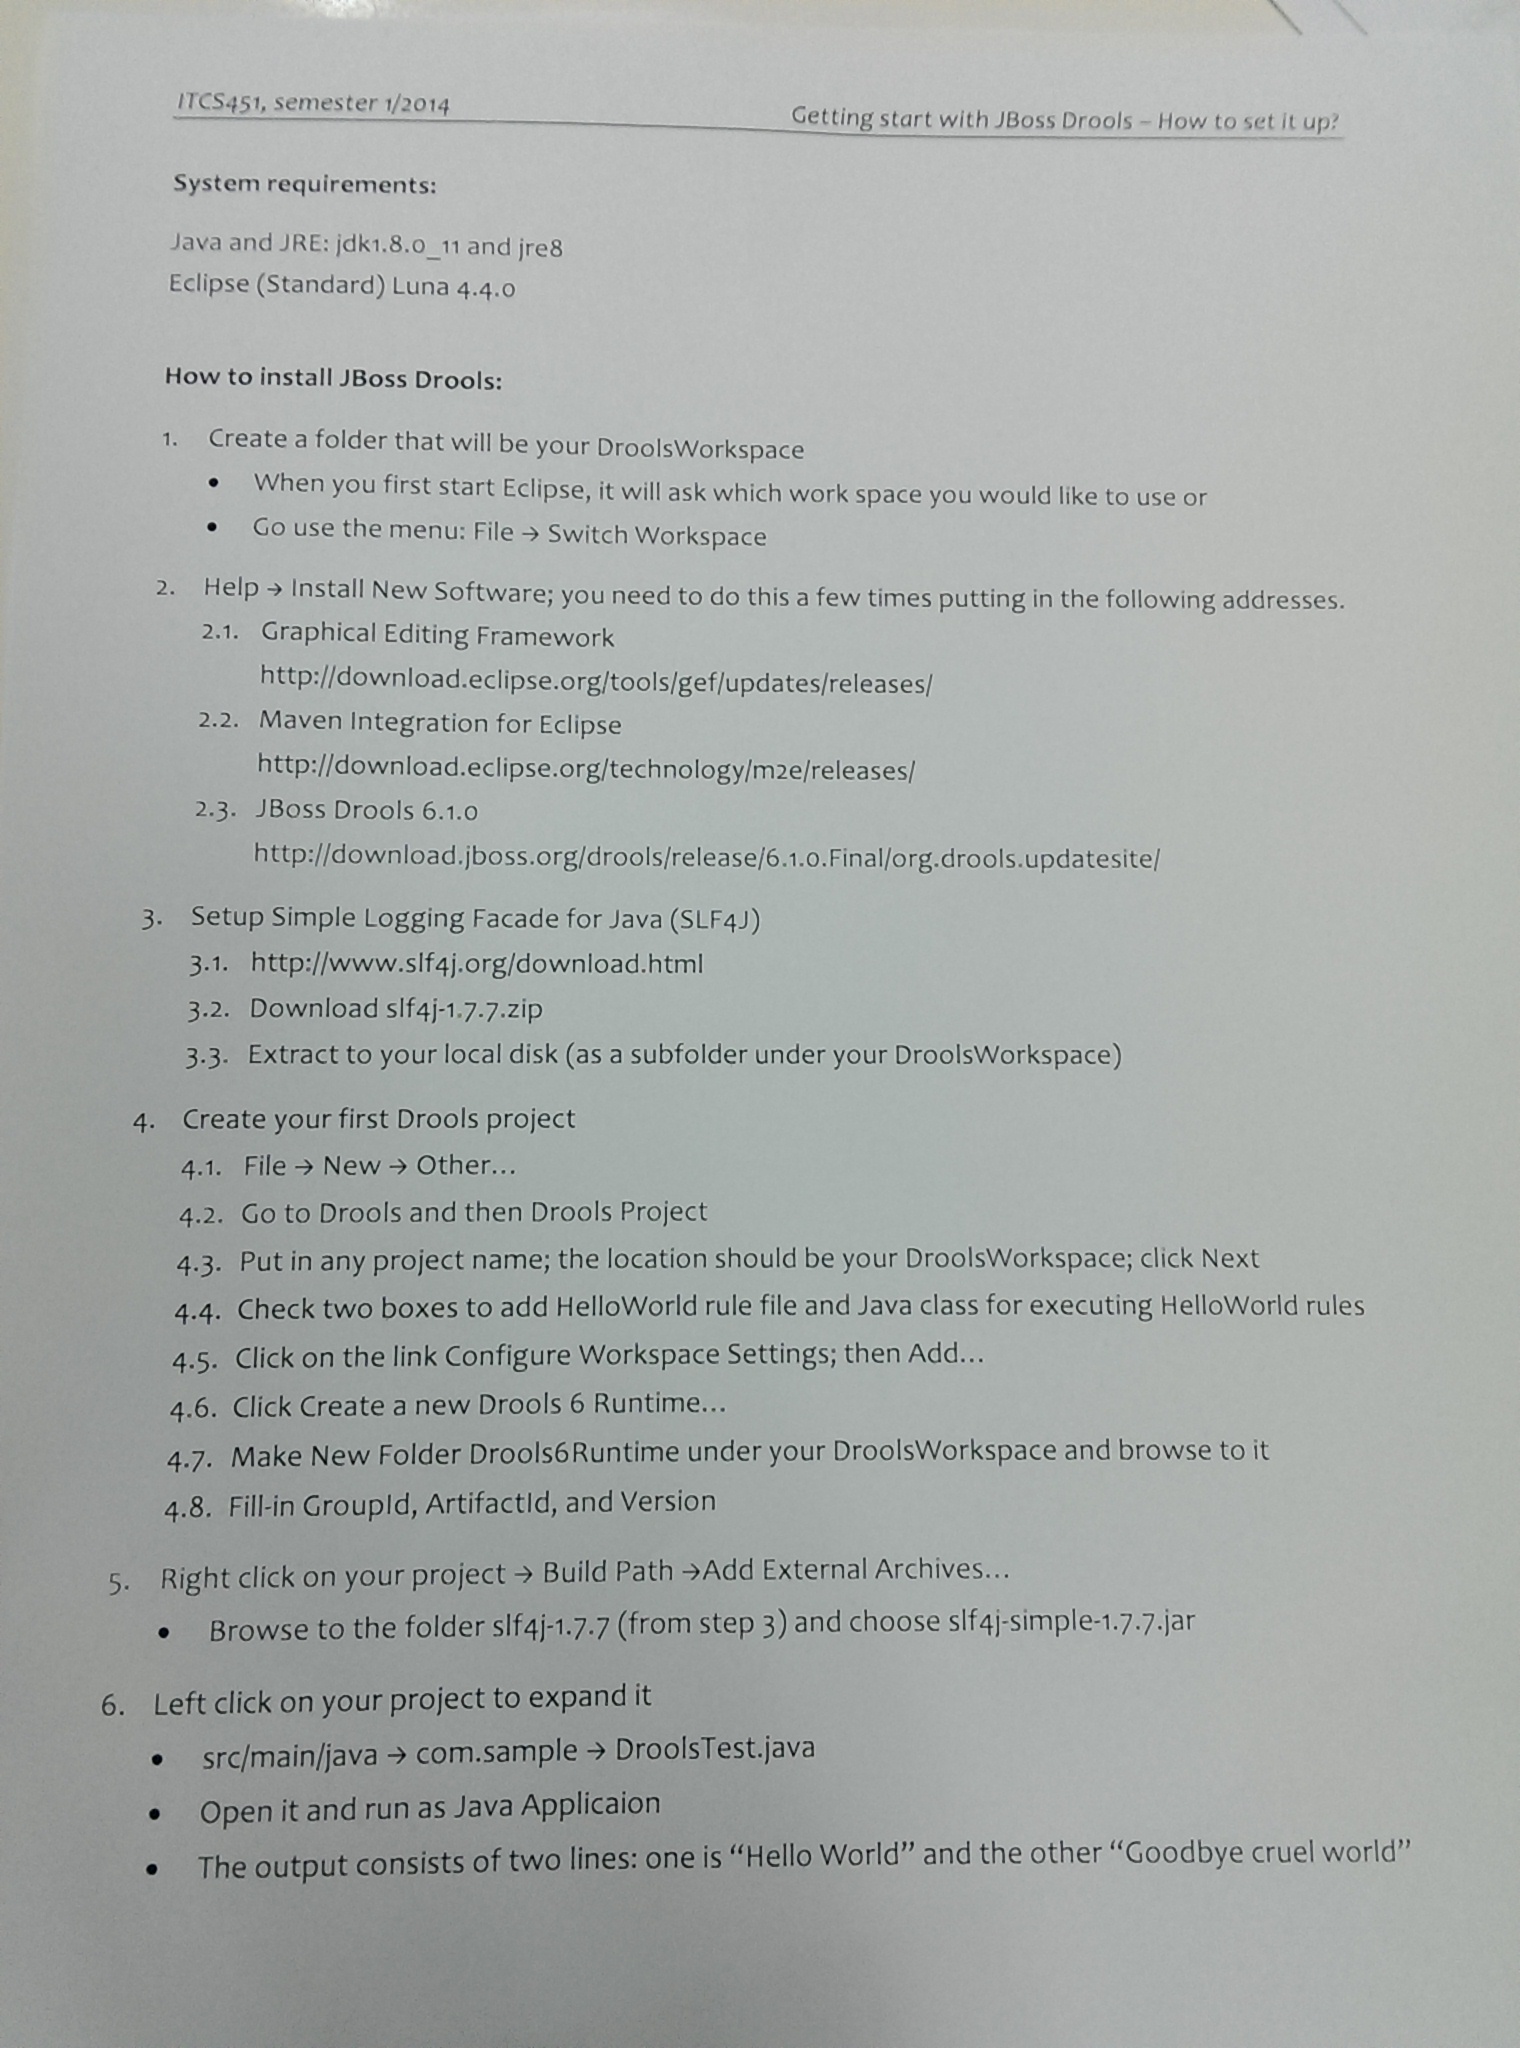 ITCS451, semester 1/2014
Getting start with JBoss Drools – How to set it up?
System requirements:
Java and JRE: jdk1.8.0_11 and jre8
Eclipse (Standard) Luna 4.4.0
How to install JBoss Drools:
1. Create a folder that will be your DroolsWorkspace
• When you first start Eclipse, it will ask which work space you would like to use or
• Go use the menu: File → Switch Workspace
2. Help → Install New Software; you need to do this a few times putting in the following addresses.
2.1. Graphical Editing Framework
http://download.eclipse.org/tools/gef/updates/releases/
2.2. Maven Integration for Eclipse
http://download.eclipse.org/technology/m2e/releases/
2.3. JBoss Drools 6.1.0
http://download.jboss.org/drools/release/6.1.0.Final/org.drools.updatesite/
3. Setup Simple Logging Facade for Java (SLF4J)
3.1. http://www.slf4j.org/download.html
3.2. Download slf4j-1.7.7.zip
3.3. Extract to your local disk (as a subfolder under your DroolsWorkspace)
4. Create your first Drools project
4.1. File → New → Other...
4.2. Go to Drools and then Drools Project
4.3. Put in any project name; the location should be your DroolsWorkspace; click Next
4.4. Check two boxes to add HelloWorld rule file and Java class for executing HelloWorld rules
4.5. Click on the link Configure Workspace Settings; then Add...
4.6. Click Create a new Drools 6 Runtime...
4.7. Make New Folder Drools6Runtime under your DroolsWorkspace and browse to it
4.8. Fill-in GroupId, ArtifactId, and Version
5. Right click on your project → Build Path →Add External Archives...
• Browse to the folder slf4j-1.7.7 (from step 3) and choose slf4j-simple-1.7.7.jar
6. Left click on your project to expand it
• src/main/java → com.sample → DroolsTest.java
• Open it and run as Java Applicaion
• The output consists of two lines: one is “Hello World” and the other “Goodbye cruel world”